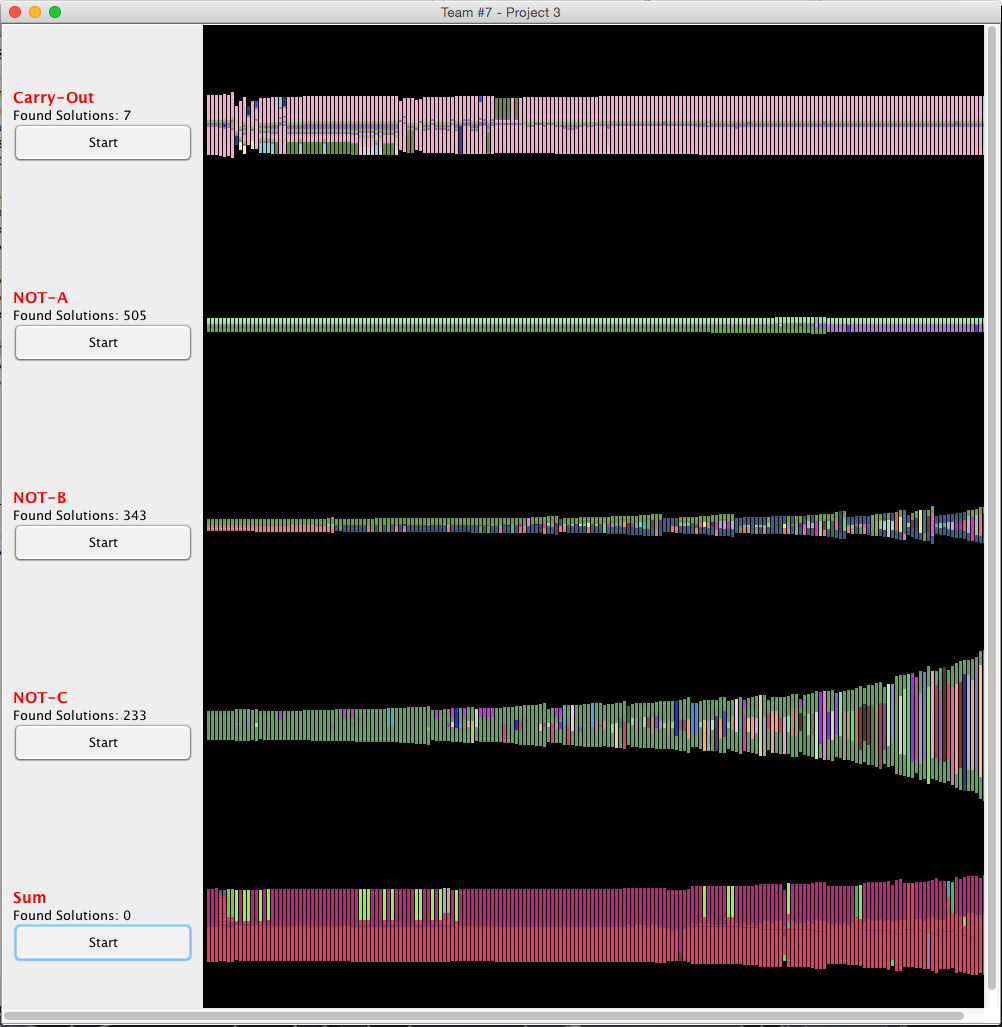 Team #7 - Project 3
Carry-Out
Found Solutions: 7
Start
NOT-A
Found Solutions: 505
Start
NOT-B
Found Solutions: 343
Start
NOT-C
Found Solutions: 233
Start
Sum
Found Solutions: 0
Start